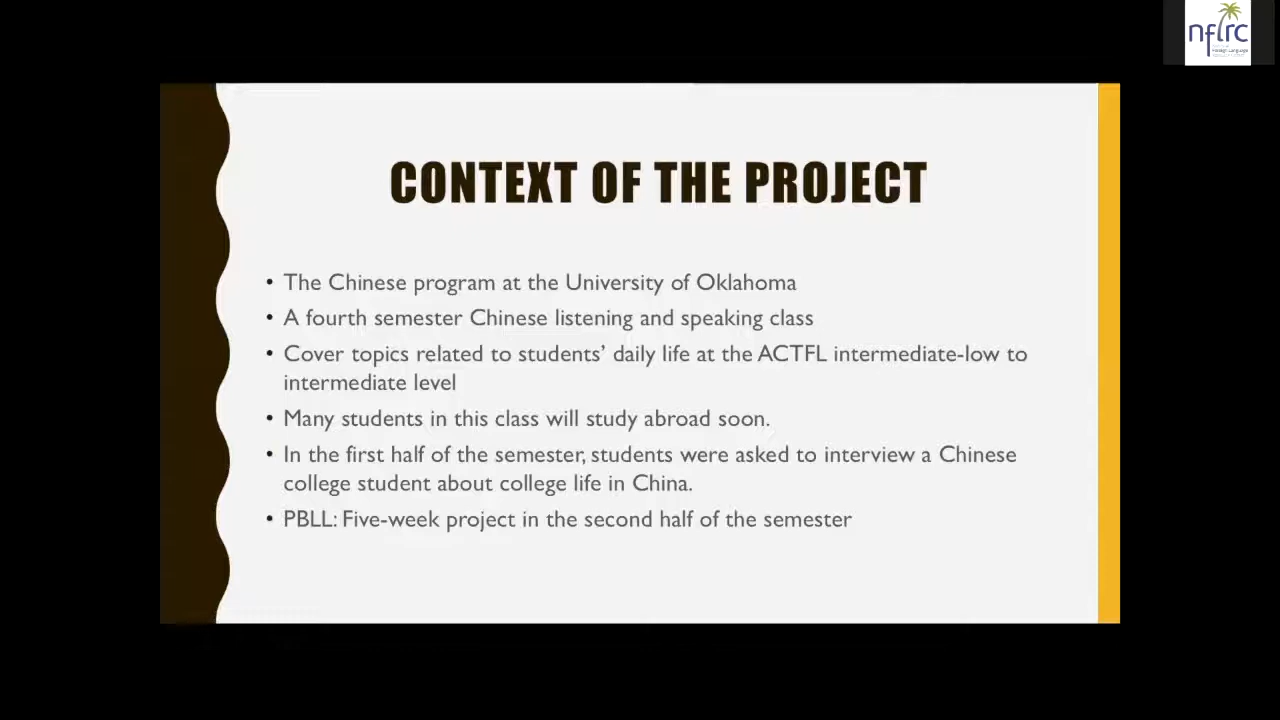 nflrc
Foreign Language
CONTEXT OF THE PROJECT
• The Chinese program at the University of Oklahoma
• A fourth semester Chinese listening and speaking class
• Cover topics related to students’ daily life at the ACTFL intermediate-low to
intermediate level
• Many students in this class will study abroad soon.
• In the first half of the semester, students were asked to interview a Chinese
college student about college life in China.
• PBLL: Five-week project in the second half of the semester